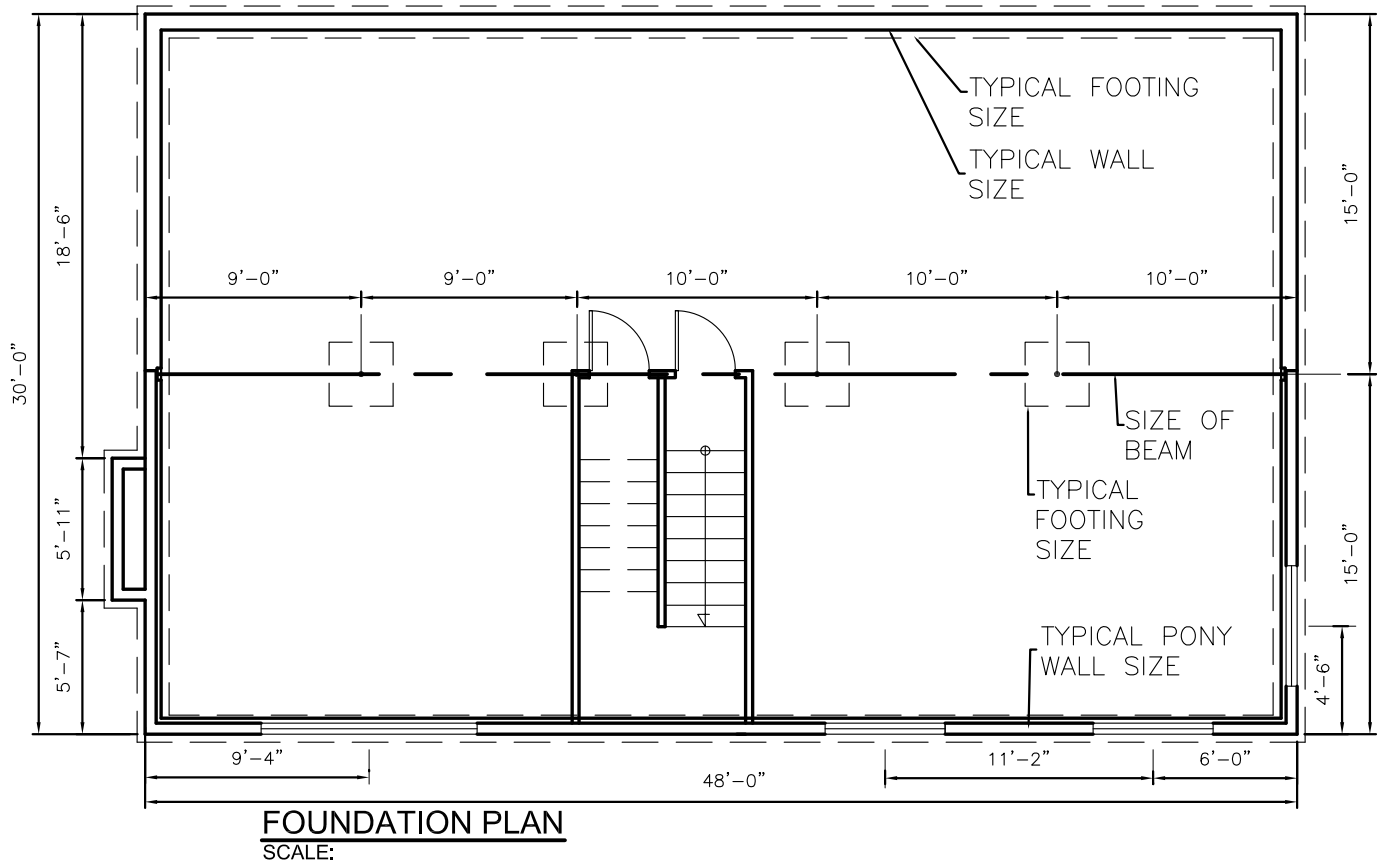 TYPICAL FOOTING
SIZE
TYPICAL WALL
SIZE
18'-6"
15'-0"
9'-0"
9'-0"
10'-0"
10'-0"
10'-0"
30'-0"
SIZE OF
BEAM
TYPICAL
FOOTING
SIZE
5'-11"
15'-0"
TYPICAL PONY
WALL SIZE
5'-7"
4'-6"
9'-4"
11'-2"
6'-0"
48'-0"
FOUNDATION PLAN
SCALE: